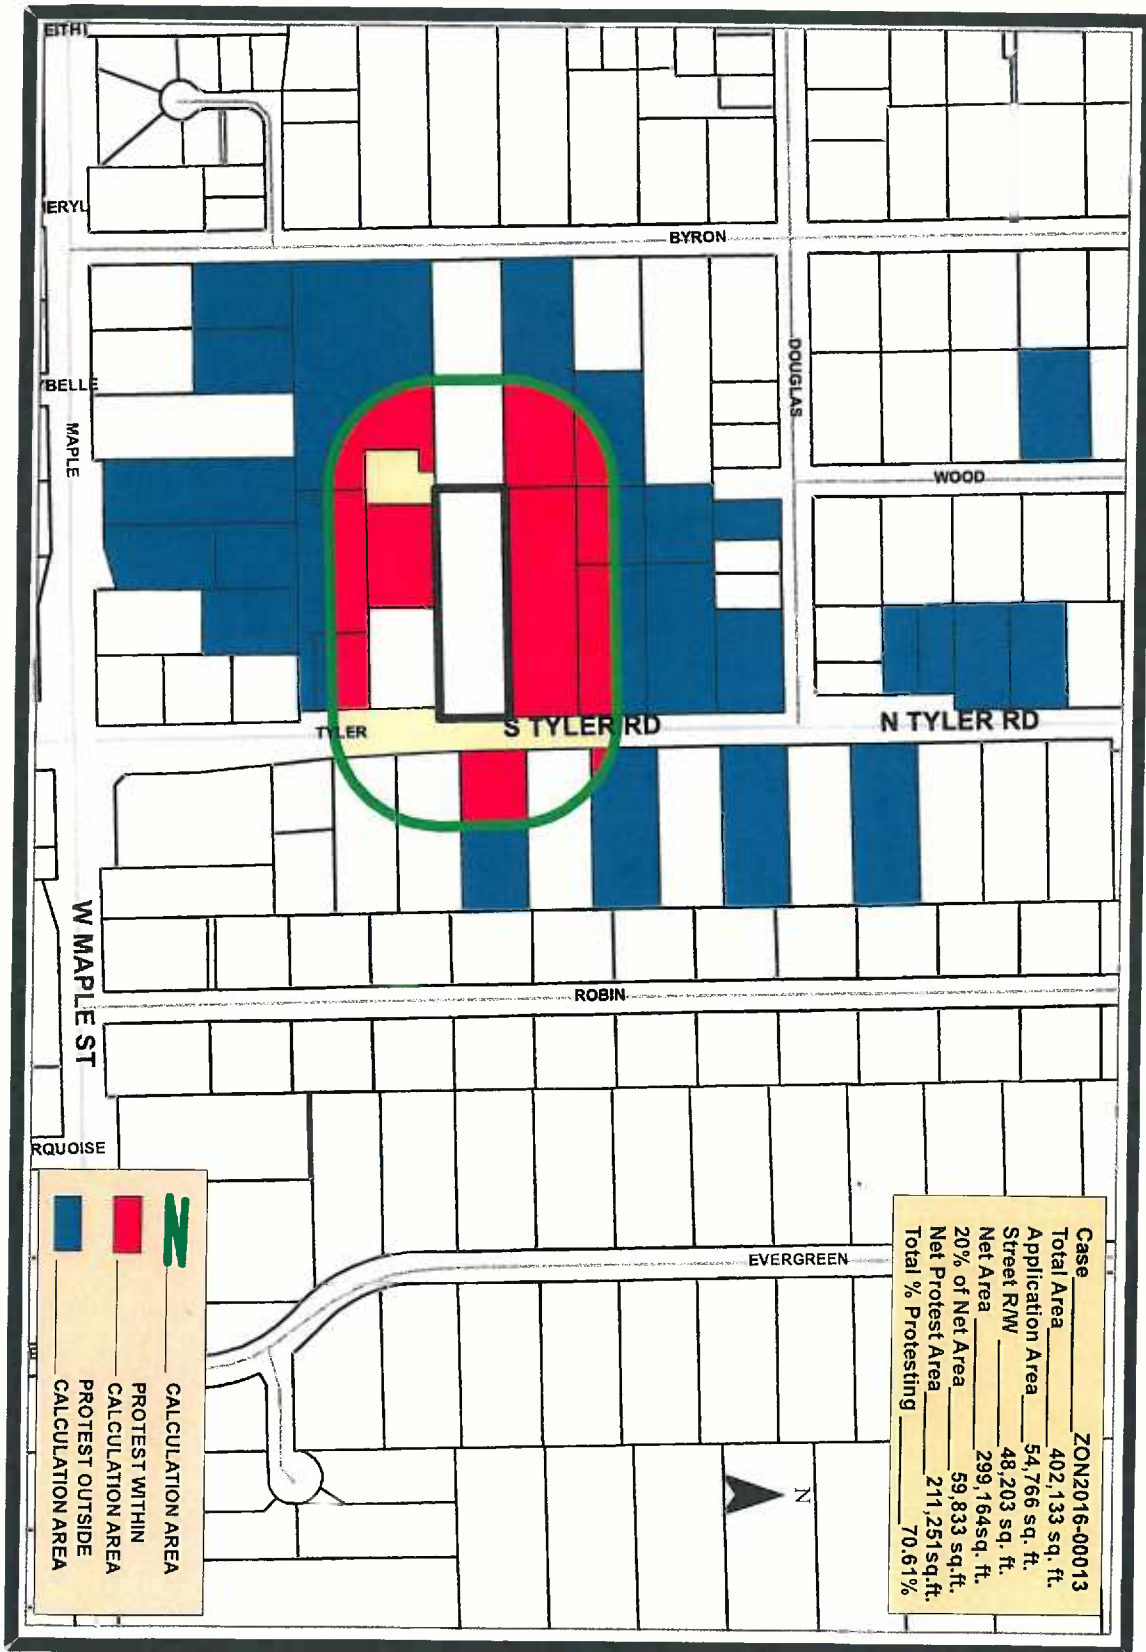 Case ZON2016-00013
Total Area 402,133 sq. ft.
Application Area 54,766 sq. ft.
Street R/W 48,203 sq. ft.
Net Area 299,164sq. ft.
20% of Net Area 59,833 sq.ft.
Net Protest Area 211,251sq.ft.
Total % Protesting 70.61%
N
CALCULATION AREA
PROTEST WITHIN
CALCULATION AREA
PROTEST OUTSIDE
CALCULATION AREA
EITHI
ERYL
BYRON
YBELLE
MAPLE
DOUGLAS
WOOD
TYLER
S TYLER RD
N TYLER RD
W MAPLE ST
ROBIN
RQUOISE
EVERGREEN